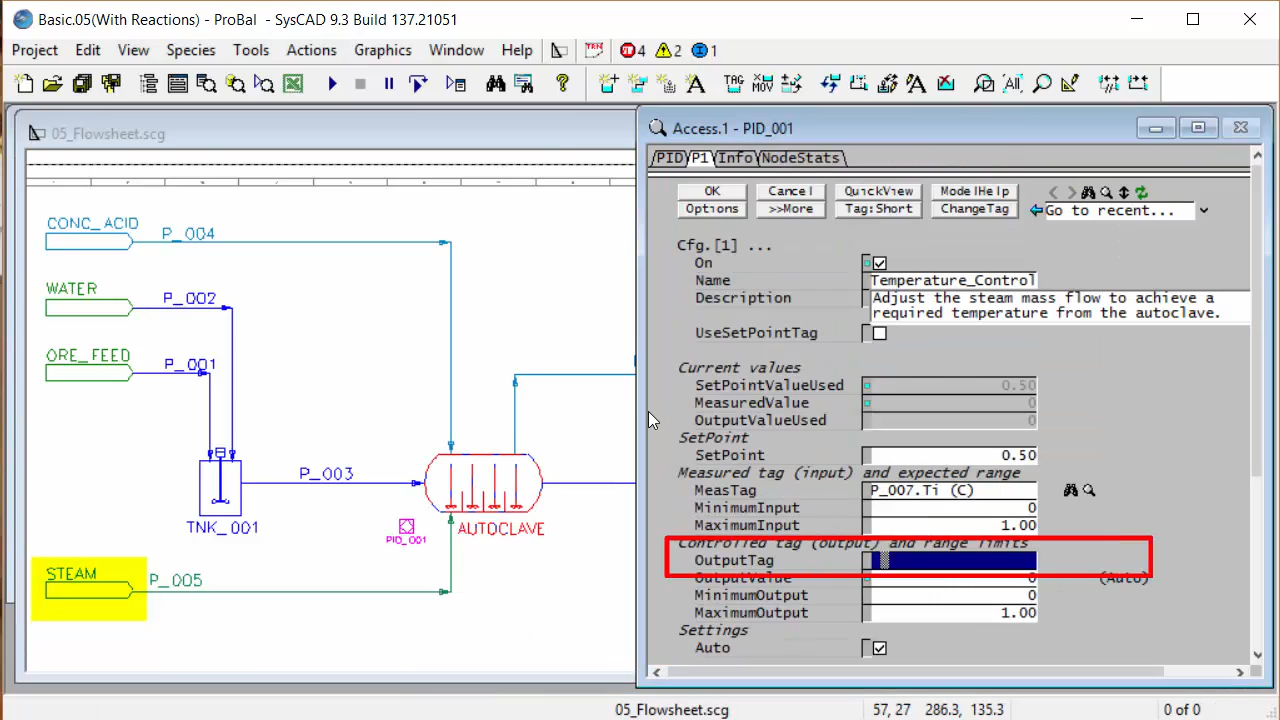 Basic.05(With Reactions) - ProBal - SysCAD 9.3 Build 137.21051
Project Edit View Species Tools Actions Graphics Window Help TRN 4 2 1
TAG MOV All
05_Flowsheet.scg
CONC_ACID
P_004
WATER
P_002
ORE_FEED
P_001
P_003
TNK_001
PID_001
AUTOCLAVE
STEAM
P_005
Access.1 - PID_001
PID P1 Info NodeStats
OK Cancel QuickView ModelHelp
Options >>More Tag:Short ChangeTag Go to recent...
Cfg.[1] ...
On
Name Temperature_Control
Description Adjust the steam mass flow to achieve a
required temperature from the autoclave.
UseSetPointTag
Current values
SetPointValueUsed 0.50
MeasuredValue 0
OutputValueUsed 0
SetPoint
SetPoint 0.50
Measured tag (input) and expected range
MeasTag P_007.Ti (C)
MinimumInput 0
MaximumInput 1.00
Controlled tag (output) and range limits
OutputTag
OutputValue 0 (Auto)
MinimumOutput 0
MaximumOutput 1.00
Settings
Auto
05_Flowsheet.scg 57, 27 286.3, 135.3 0 of 0